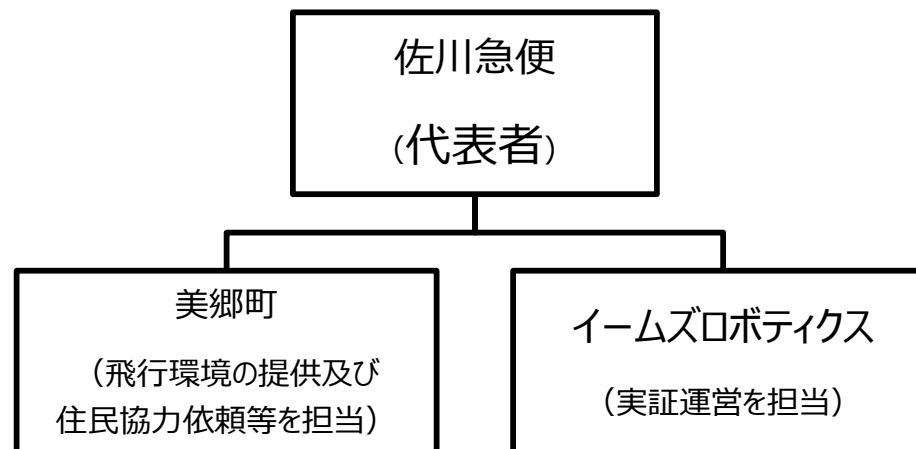 佐川急便
(代表者)
美郷町
（飛行環境の提供及び
住民協力依頼等を担当）
イームズロボティクス
（実証運営を担当）